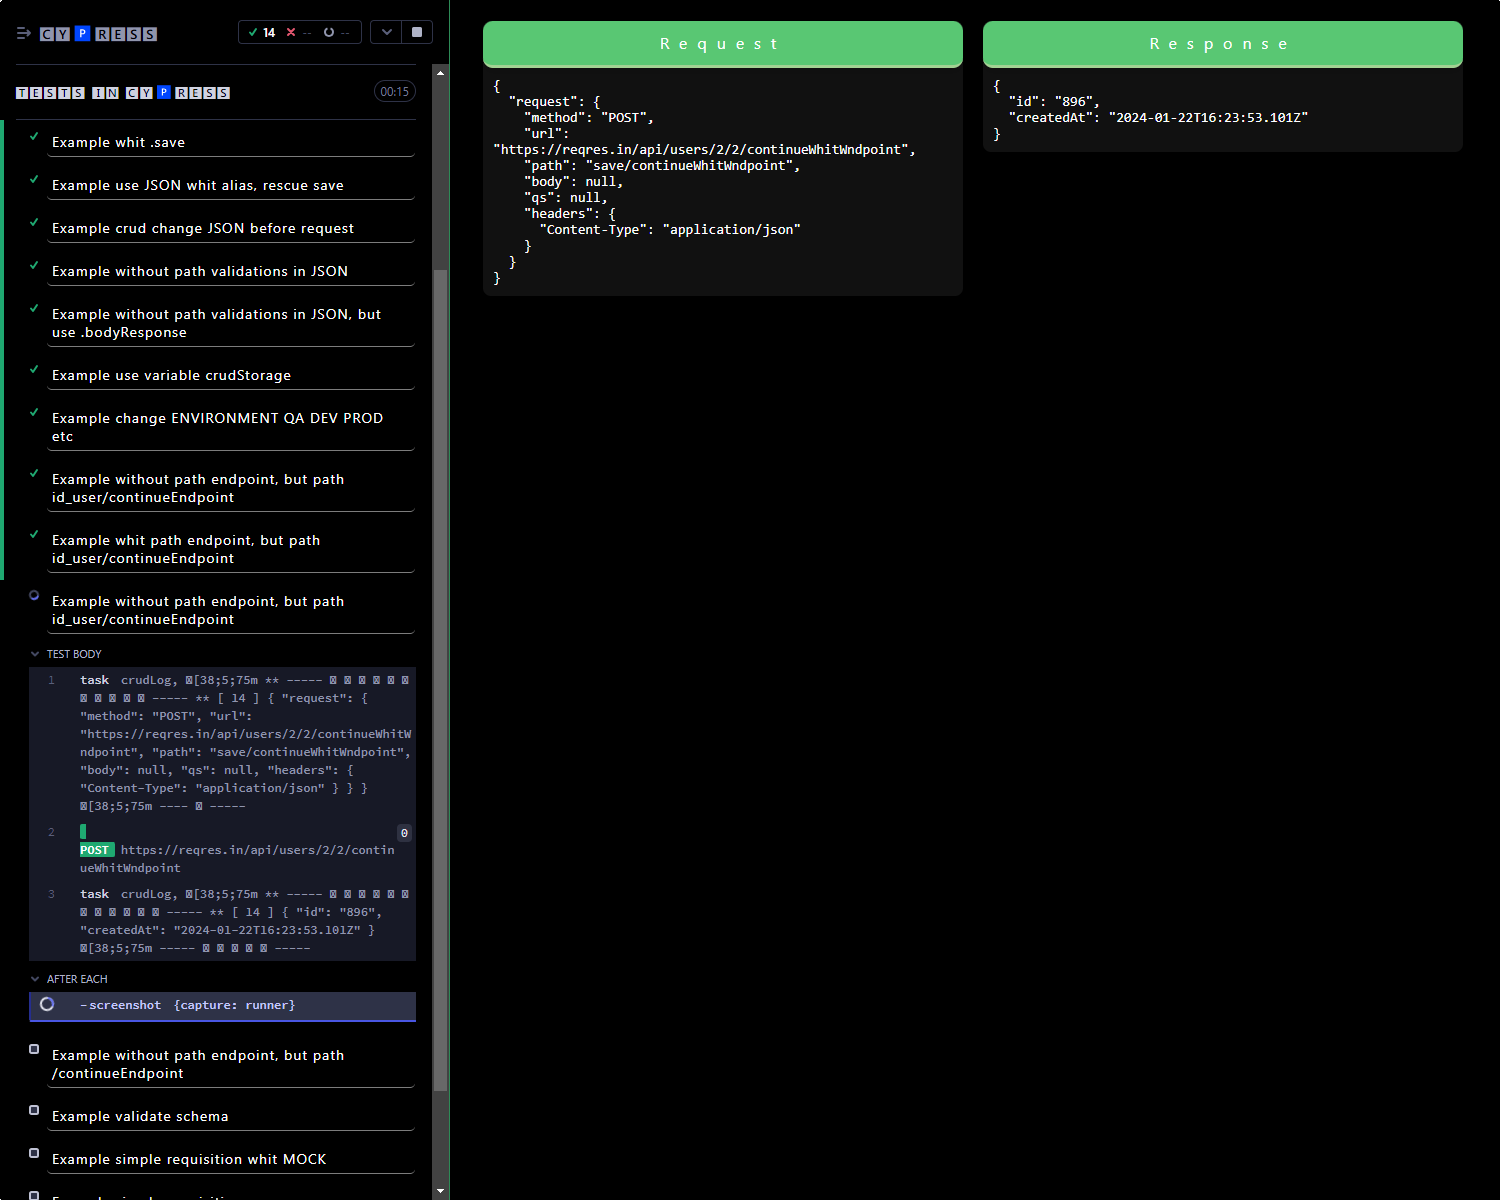 CYPRESS
14 -- --
TESTS IN CYPRESS
00:15
Example whit .save
Example use JSON whit alias, rescue save
Example crud change JSON before request
Example without path validations in JSON
Example without path validations in JSON, but
use .bodyResponse
Example use variable crudStorage
Example change ENVIRONMENT QA DEV PROD
etc
Example without path endpoint, but path
id_user/continueEndpoint
Example whit path endpoint, but path
id_user/continueEndpoint
Example without path endpoint, but path
id_user/continueEndpoint
TEST BODY
1 task crudLog, [38;5;75m ** -----
----- ** [ 14 ] { "request": {
"method": "POST", "url":
"https://reqres.in/api/users/2/2/continueWhitW
ndpoint", "path": "save/continueWhitWndpoint",
"body": null, "qs": null, "headers": {
"Content-Type": "application/json" } } }
[38;5;75m ---- -----
2 0
POST https://reqres.in/api/users/2/2/contin
ueWhitWndpoint
3 task crudLog, [38;5;75m ** -----
----- ** [ 14 ] { "id": "896",
"createdAt": "2024-01-22T16:23:53.101Z" }
[38;5;75m ----- -----
AFTER EACH
-screenshot {capture: runner}
Example without path endpoint, but path
/continueEndpoint
Example validate schema
Example simple requisition whit MOCK
Request
{
"request": {
"method": "POST",
"url":
"https://reqres.in/api/users/2/2/continueWhitWndpoint",
"path": "save/continueWhitWndpoint",
"body": null,
"qs": null,
"headers": {
"Content-Type": "application/json"
}
}
}
Response
{
"id": "896",
"createdAt": "2024-01-22T16:23:53.101Z"
}